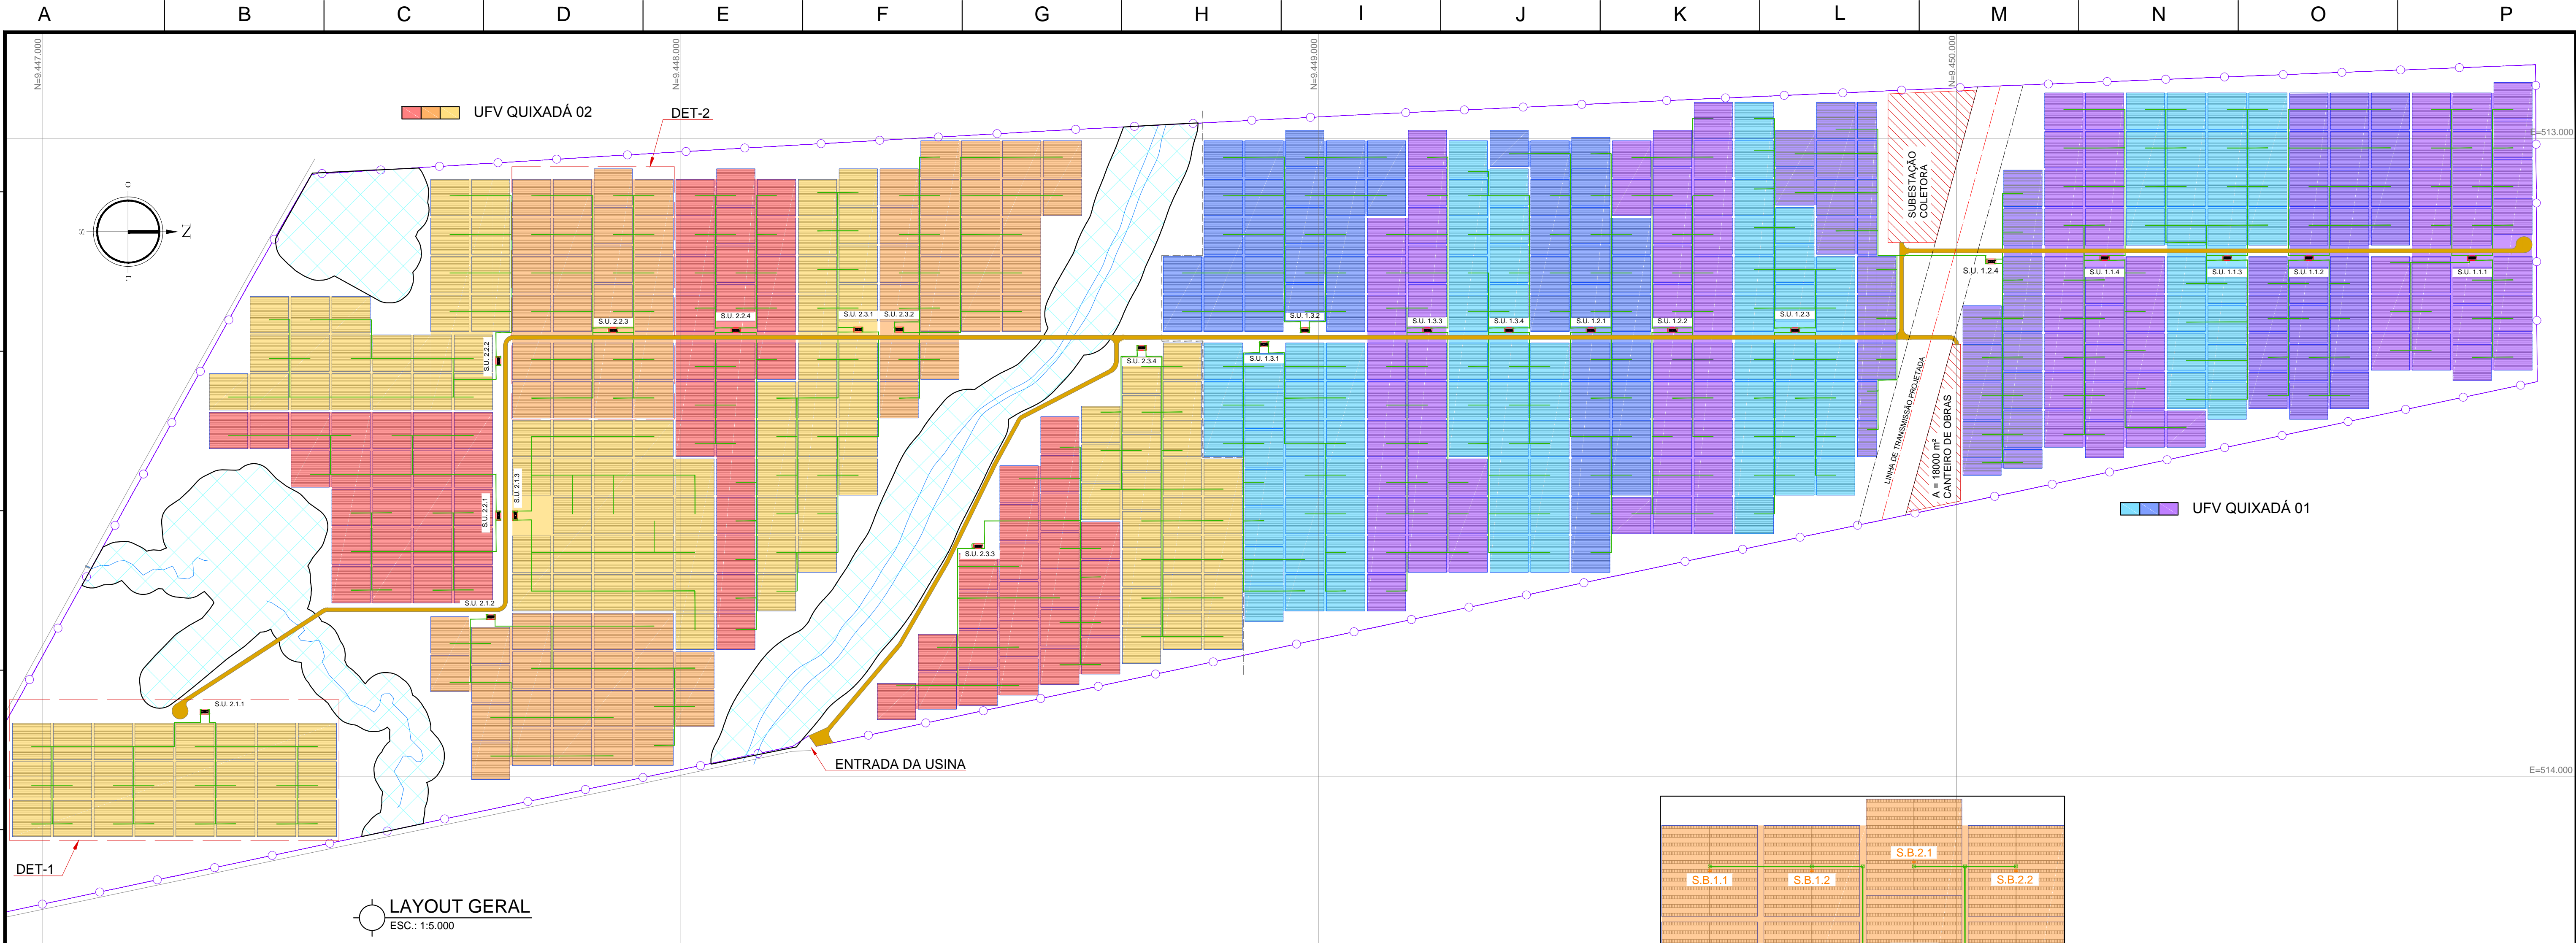 A B C D E F G H I J K L M N O P
N=9.447.000
N=9.448.000
N=9.449.000
N=9.450.000
UFV QUIXADÁ 02
DET-2
E=513.000
SUBESTAÇÃO
COLETORA
O
S
N
L
S.U. 1.2.4
S.U. 1.1.4
S.U. 1.1.3
S.U. 1.1.2
S.U. 1.1.1
S.U. 2.2.3
S.U. 2.2.4
S.U. 2.3.1
S.U. 2.3.2
S.U. 1.3.2
S.U. 1.3.3
S.U. 1.3.4
S.U. 1.2.1
S.U. 1.2.2
S.U. 1.2.3
S.U. 2.2.2
S.U. 2.3.4
S.U. 1.3.1
LINHA DE TRANSMISSÃO PROJETADA
A = 18000 m²
CANTEIRO DE OBRAS
S.U. 2.2.1
S.U. 2.1.3
UFV QUIXADÁ 01
S.U. 2.3.3
S.U. 2.1.2
S.U. 2.1.1
ENTRADA DA USINA
E=514.000
DET-1
LAYOUT GERAL
ESC.: 1:5.000
S.B.2.1
S.B.1.1
S.B.1.2
S.B.2.2